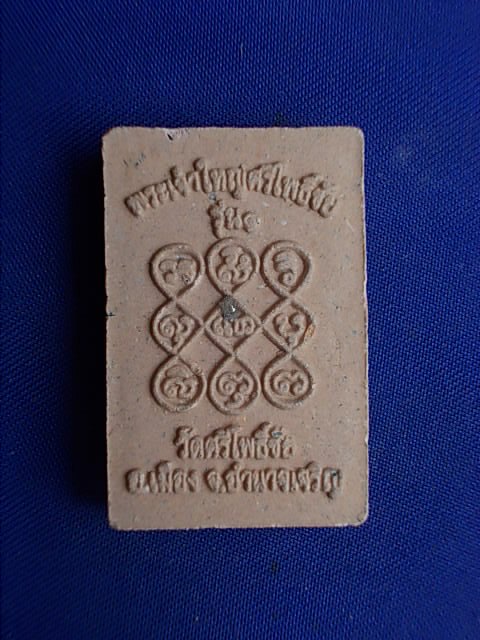 พระเจ้าใหญ่ศรีโพธิ์ชัย
รุ่น๑
วัดศรีโพธิ์ชัย
อ.เมือง จ.อำนาจเจริญ